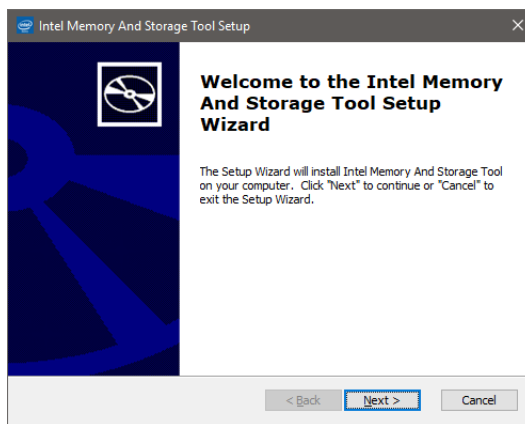 Intel Memory And Storage Tool Setup
Welcome to the Intel Memory
And Storage Tool Setup
Wizard
The Setup Wizard will install Intel Memory And Storage Tool
on your computer. Click "Next" to continue or "Cancel" to
exit the Setup Wizard.
< Back
Next >
Cancel